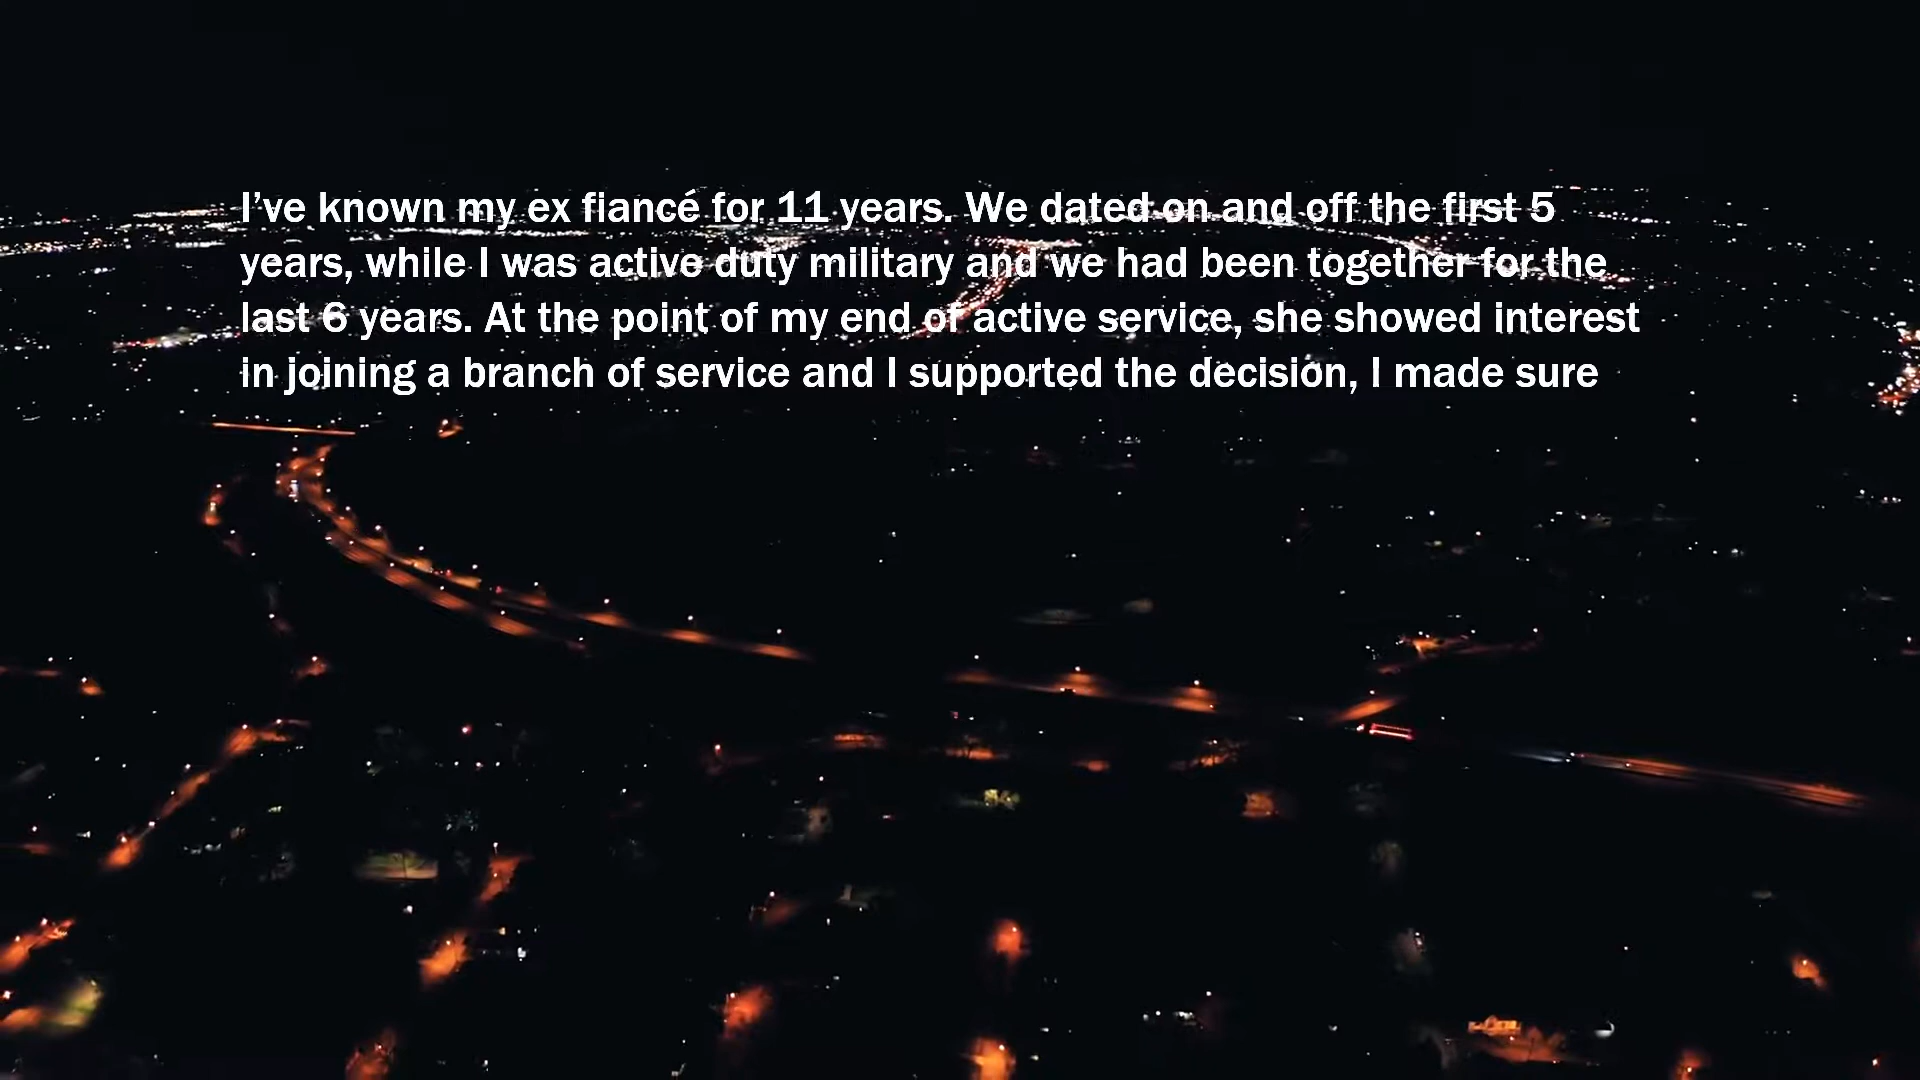 I’ve known my ex fiancé for 11 years. We dated on and off the first 5
years, while I was active duty military and we had been together for the
last 6 years. At the point of my end of active service, she showed interest
in joining a branch of service and I supported the decision, I made sure